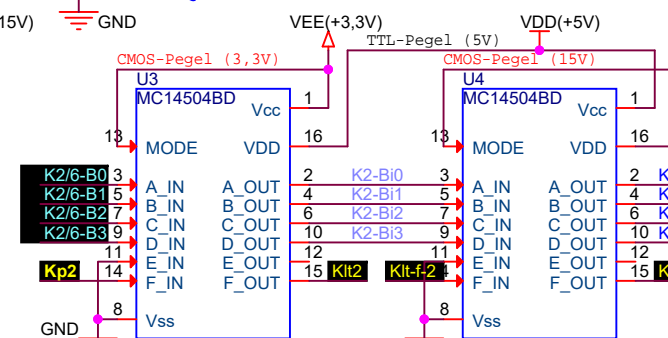 15V)
GND
VEE(+3,3V)
VDD(+5V)
TTL-Pegel (5V)
CMOS-Pegel (3,3V)
CMOS-Pegel (15V)
U3
MC14504BD
U4
MC14504BD
Vcc 1
Vcc 1
13 MODE VDD 16
13 MODE VDD 16
K2/6-B0 3 A_IN A_OUT 2 K2-Bi0 3 A_IN A_OUT 2 K
K2/6-B1 5 B_IN B_OUT 4 K2-Bi1 5 B_IN B_OUT 4 K
K2/6-B2 7 C_IN C_OUT 6 K2-Bi2 7 C_IN C_OUT 6 K
K2/6-B3 9 D_IN D_OUT 10 K2-Bi3 9 D_IN D_OUT 10 K
11 E_IN E_OUT 12 11 E_IN E_OUT 12
Kp2 14 F_IN F_OUT 15 Klt2 Klt-f-2 F_IN F_OUT 15 K
8 Vss 8 Vss
GND